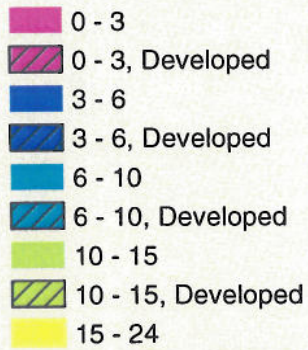 0 - 3
0 - 3, Developed
3 - 6
3 - 6, Developed
6 - 10
6 - 10, Developed
10 - 15
10 - 15, Developed
15 - 24